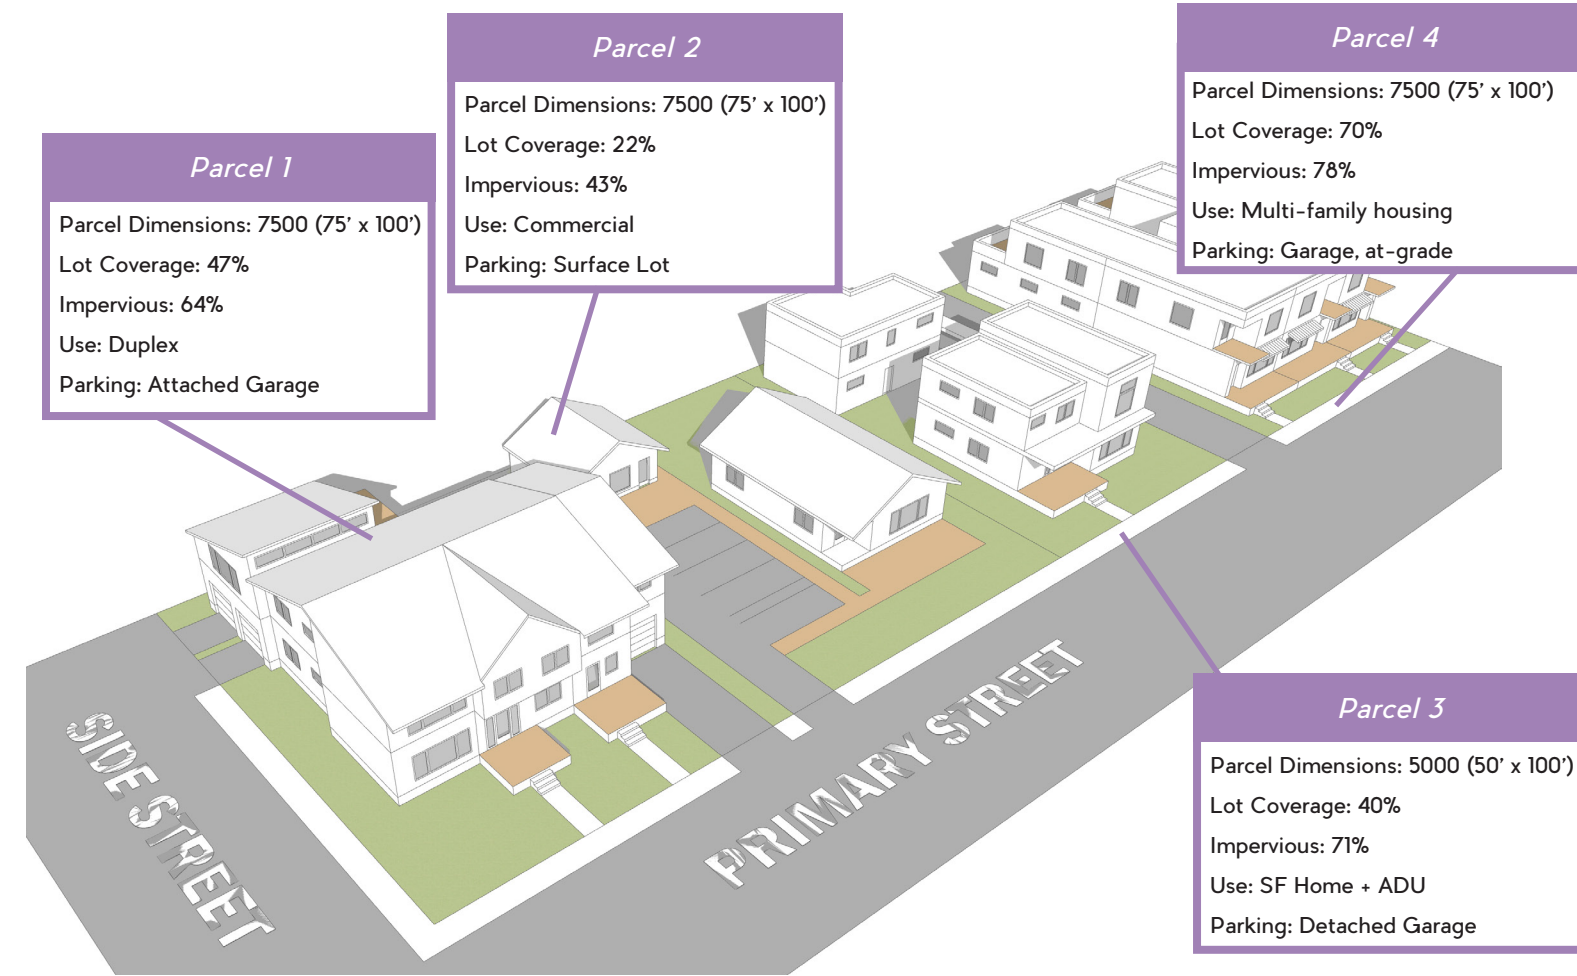 Parcel 1
Parcel Dimensions: 7500 (75’ x 100’)
Lot Coverage: 47%
Impervious: 64%
Use: Duplex
Parking: Attached Garage
Parcel 2
Parcel Dimensions: 7500 (75’ x 100’)
Lot Coverage: 22%
Impervious: 43%
Use: Commercial
Parking: Surface Lot
Parcel 4
Parcel Dimensions: 7500 (75’ x 100’)
Lot Coverage: 70%
Impervious: 78%
Use: Multi-family housing
Parking: Garage, at-grade
Parcel 3
Parcel Dimensions: 5000 (50’ x 100’)
Lot Coverage: 40%
Impervious: 71%
Use: SF Home + ADU
Parking: Detached Garage
SIDE STREET
PRIMARY STREET